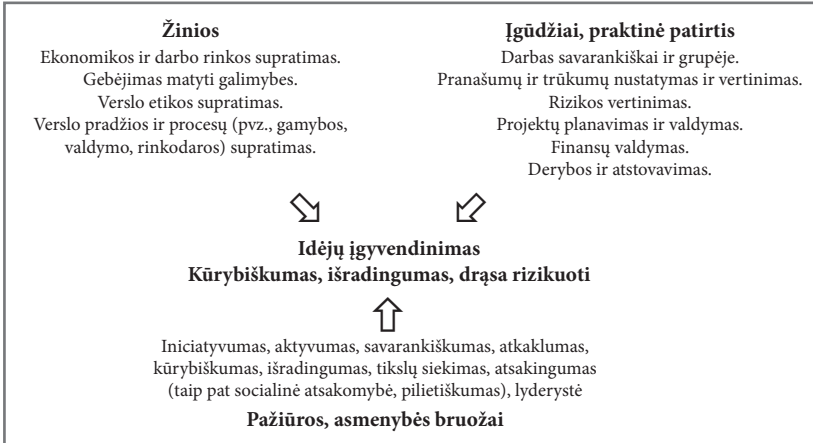 Žinios
Ekonomikos ir darbo rinkos supratimas.
Gebėjimas matyti galimybes.
Verslo etikos supratimas.
Verslo pradžios ir procesų (pvz., gamybos,
valdymo, rinkodaros) supratimas.
Įgūdžiai, praktinė patirtis
Darbas savarankiškai ir grupėje.
Pranašumų ir trūkumų nustatymas ir vertinimas.
Rizikos vertinimas.
Projektų planavimas ir valdymas.
Finansų valdymas.
Derybos ir atstovavimas.
Idėjų įgyvendinimas
Kūrybiškumas, išradingumas, drąsa rizikuoti
Iniciatyvumas, aktyvumas, savarankiškumas, atkaklumas,
kūrybiškumas, išradingumas, tikslų siekimas, atsakingumas
(taip pat socialinė atsakomybė, pilietiškumas), lyderystė
Pažiūros, asmenybės bruožai